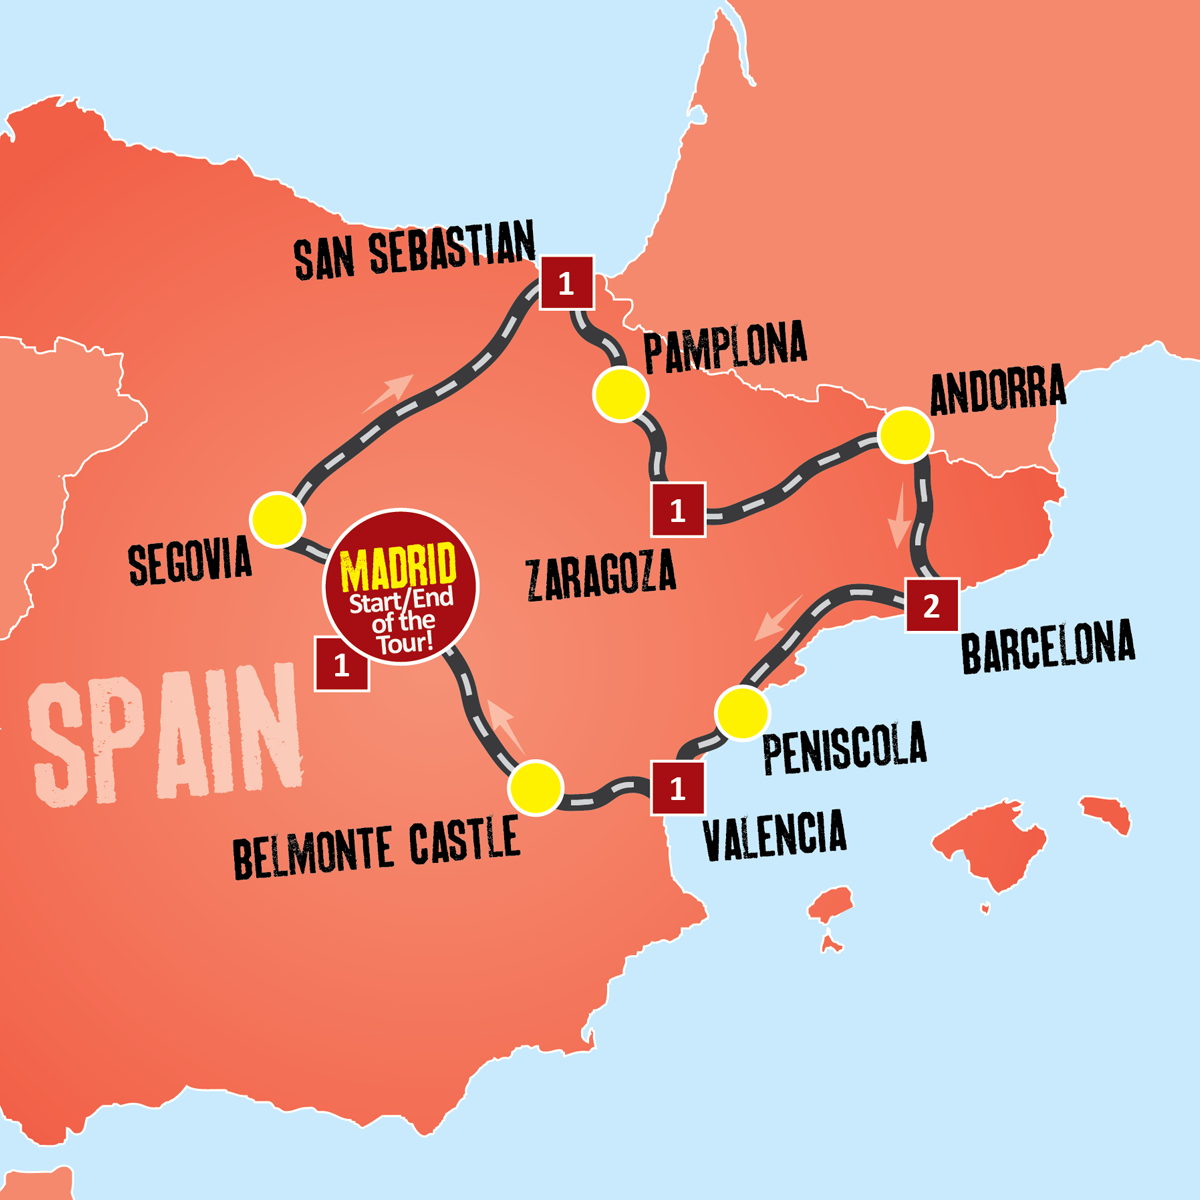 SAN SEBASTIAN
1
PAMPLONA
ANDORRA
1
ZARAGOZA
SEGOVIA
MADRID
Start/End
of the
Tour!
1
2
BARCELONA
SPAIN
PENISCOLA
1
VALENCIA
BELMONTE CASTLE